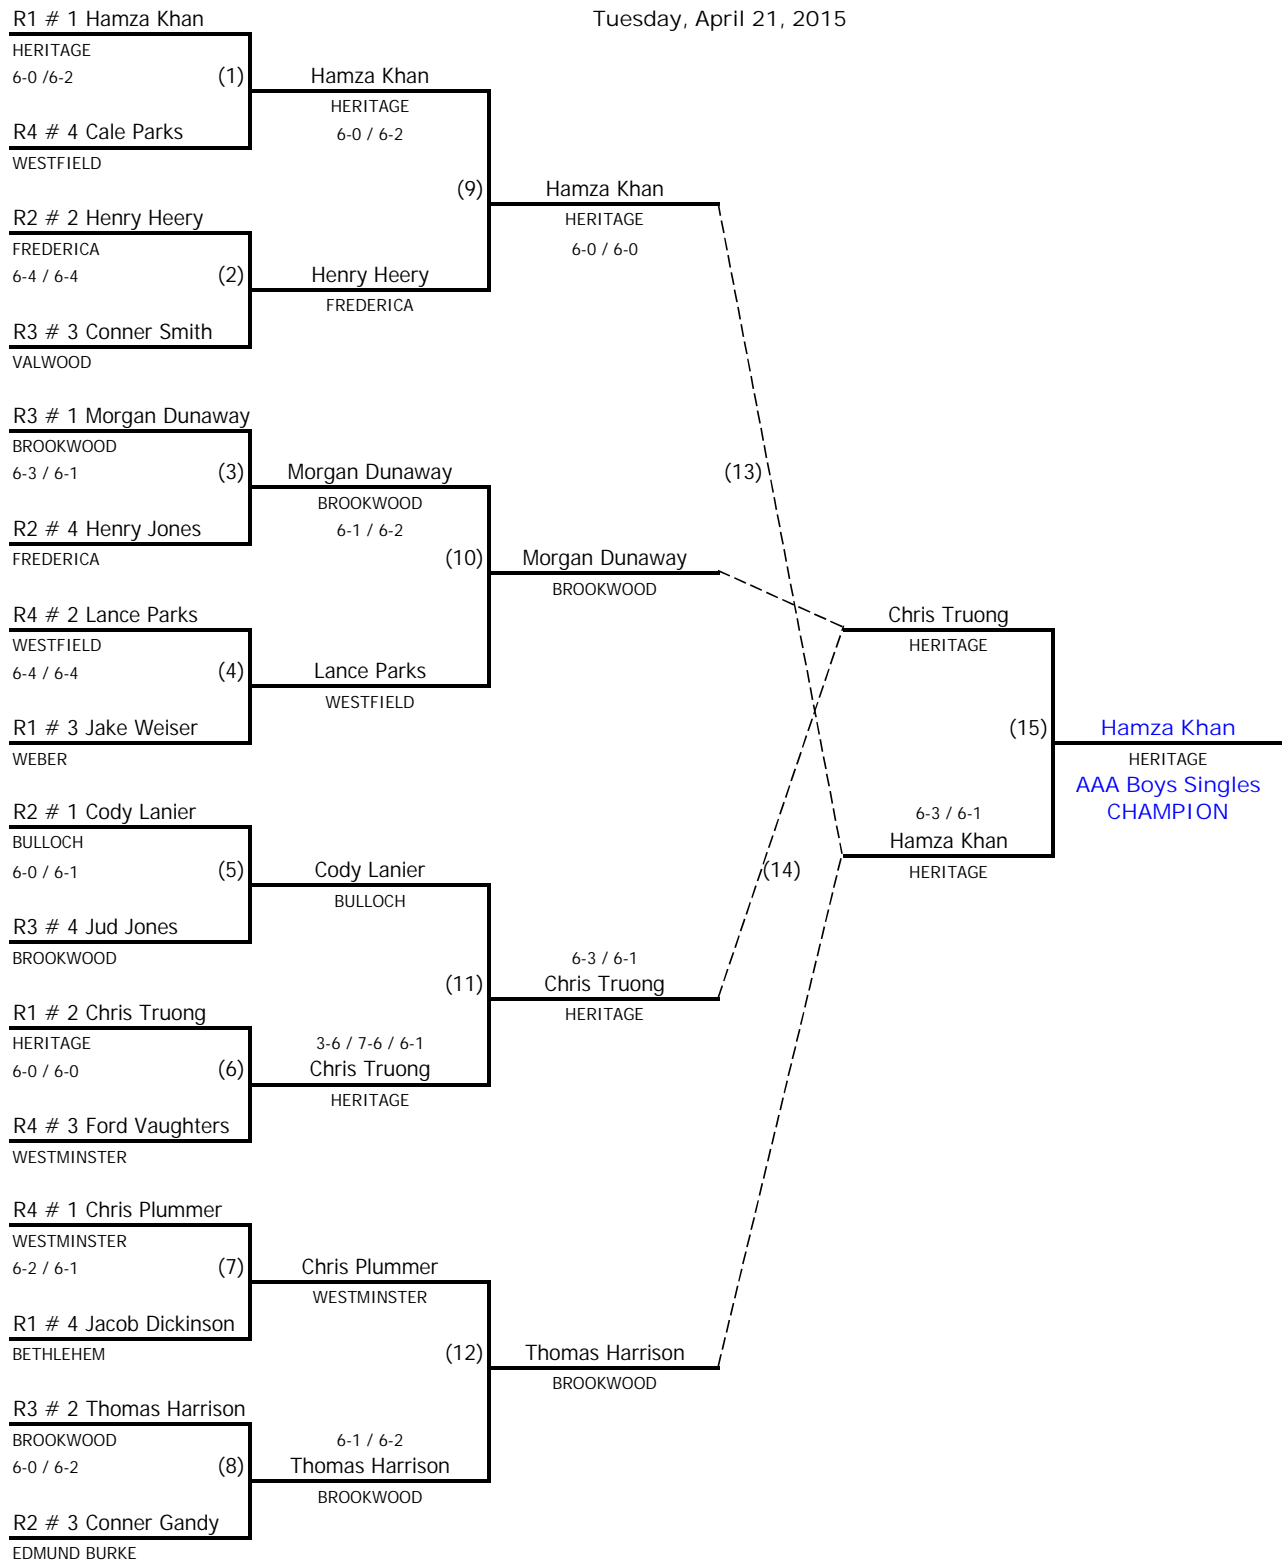 Tuesday, April 21, 2015
R1 # 1 Hamza Khan
HERITAGE
6-0 /6-2
(1)
R4 # 4 Cale Parks
WESTFIELD
R2 # 2 Henry Heery
FREDERICA
6-4 / 6-4
(2)
R3 # 3 Conner Smith
VALWOOD
R3 # 1 Morgan Dunaway
BROOKWOOD
6-3 / 6-1
(3)
R2 # 4 Henry Jones
FREDERICA
R4 # 2 Lance Parks
WESTFIELD
6-4 / 6-4
(4)
R1 # 3 Jake Weiser
WEBER
R2 # 1 Cody Lanier
BULLOCH
6-0 / 6-1
(5)
R3 # 4 Jud Jones
BROOKWOOD
R1 # 2 Chris Truong
HERITAGE
6-0 / 6-0
(6)
R4 # 3 Ford Vaughters
WESTMINSTER
R4 # 1 Chris Plummer
WESTMINSTER
6-2 / 6-1
(7)
R1 # 4 Jacob Dickinson
BETHLEHEM
R3 # 2 Thomas Harrison
BROOKWOOD
6-0 / 6-2
(8)
R2 # 3 Conner Gandy
EDMUND BURKE
Hamza Khan
HERITAGE
6-0 / 6-2
(9)
Henry Heery
FREDERICA
Morgan Dunaway
BROOKWOOD
6-1 / 6-2
(10)
Lance Parks
WESTFIELD
Cody Lanier
BULLOCH
(11)
3-6 / 7-6 / 6-1
Chris Truong
HERITAGE
Chris Plummer
WESTMINSTER
(12)
6-1 / 6-2
Thomas Harrison
BROOKWOOD
Hamza Khan
HERITAGE
6-0 / 6-0
(13)
Morgan Dunaway
BROOKWOOD
(14)
6-3 / 6-1
Chris Truong
HERITAGE
Thomas Harrison
BROOKWOOD
Chris Truong
HERITAGE
(15)
6-3 / 6-1
Hamza Khan
HERITAGE
Hamza Khan
HERITAGE
AAA Boys Singles
CHAMPION